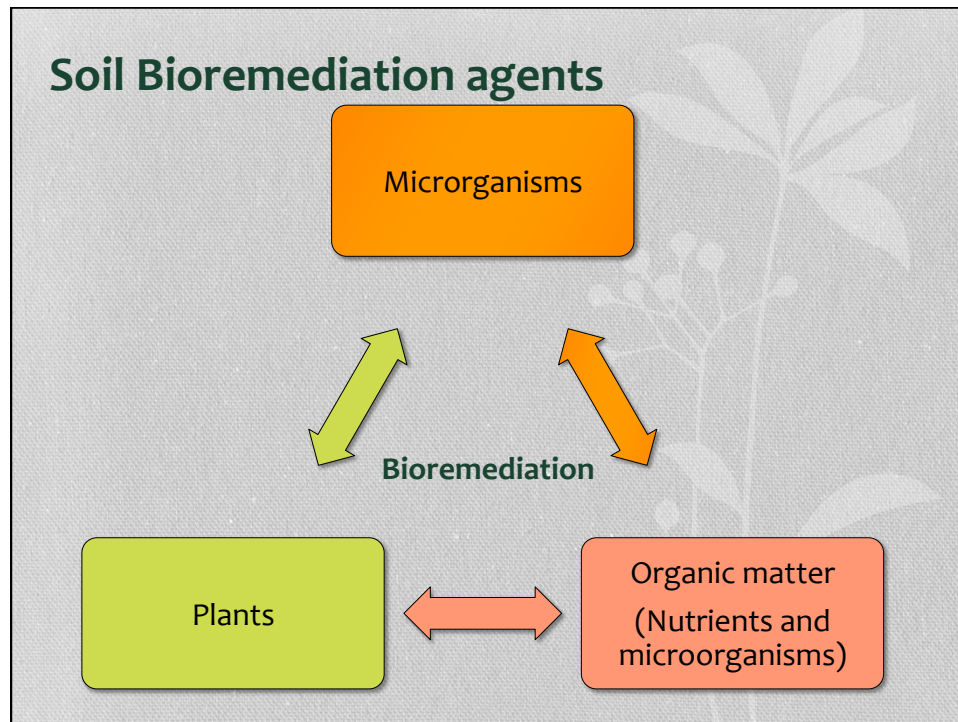 Soil Bioremediation agents
Microrganisms
Bioremediation
Plants
Organic matter
(Nutrients and
microorganisms)